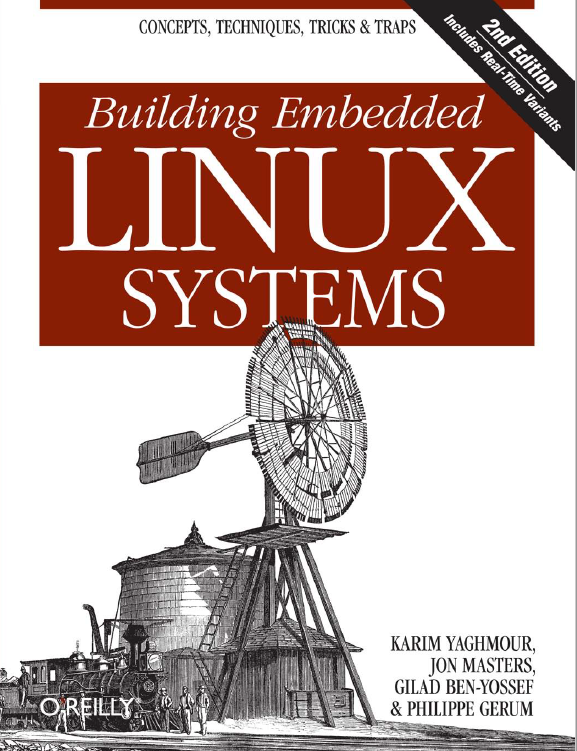 CONCEPTS, TECHNIQUES, TRICKS & TRAPS
2nd Edition
Includes Real-Time Variants
Building Embedded
LINUX
SYSTEMS
KARIM YAGHMOUR,
JON MASTERS,
GILAD BEN-YOSSEF
& PHILIPPE GERUM
O'REILLY